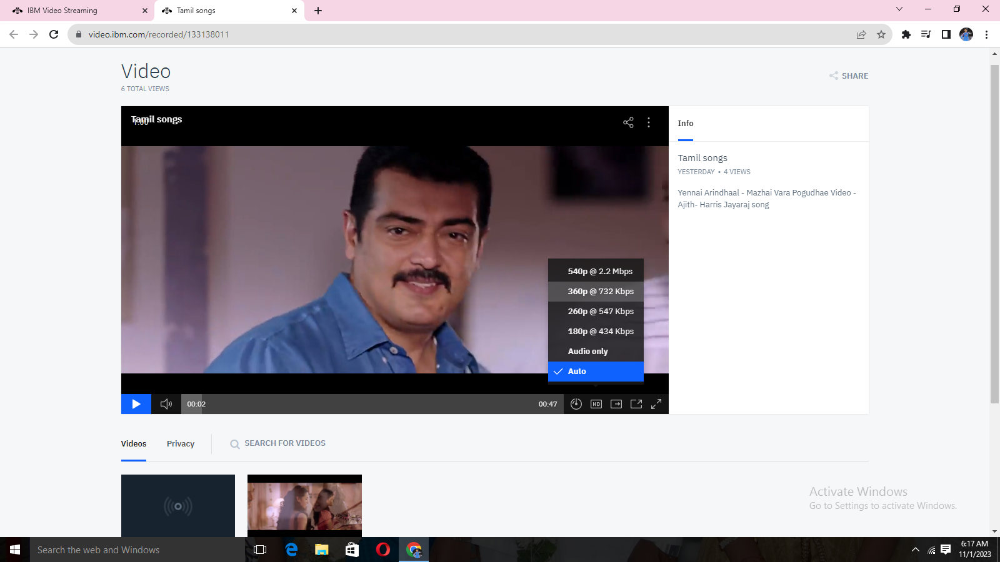 IBM Video Streaming
Tamil songs
video.ibm.com/recorded/133138011
Video
6 TOTAL VIEWS
SHARE
Tamil songs
1:00
Info
Tamil songs
YESTERDAY • 4 VIEWS
Yennai Arindhaal - Mazhai Vara Pogudhae Video -
Ajith- Harris Jayaraj song
540p @ 2.2 Mbps
360p @ 732 Kbps
260p @ 547 Kbps
180p @ 434 Kbps
Audio only
Auto
00:02
00:47
HD
Videos
Privacy
SEARCH FOR VIDEOS
Activate Windows
Go to Settings to activate Windows.
Search the web and Windows
6:17 AM
11/1/2023